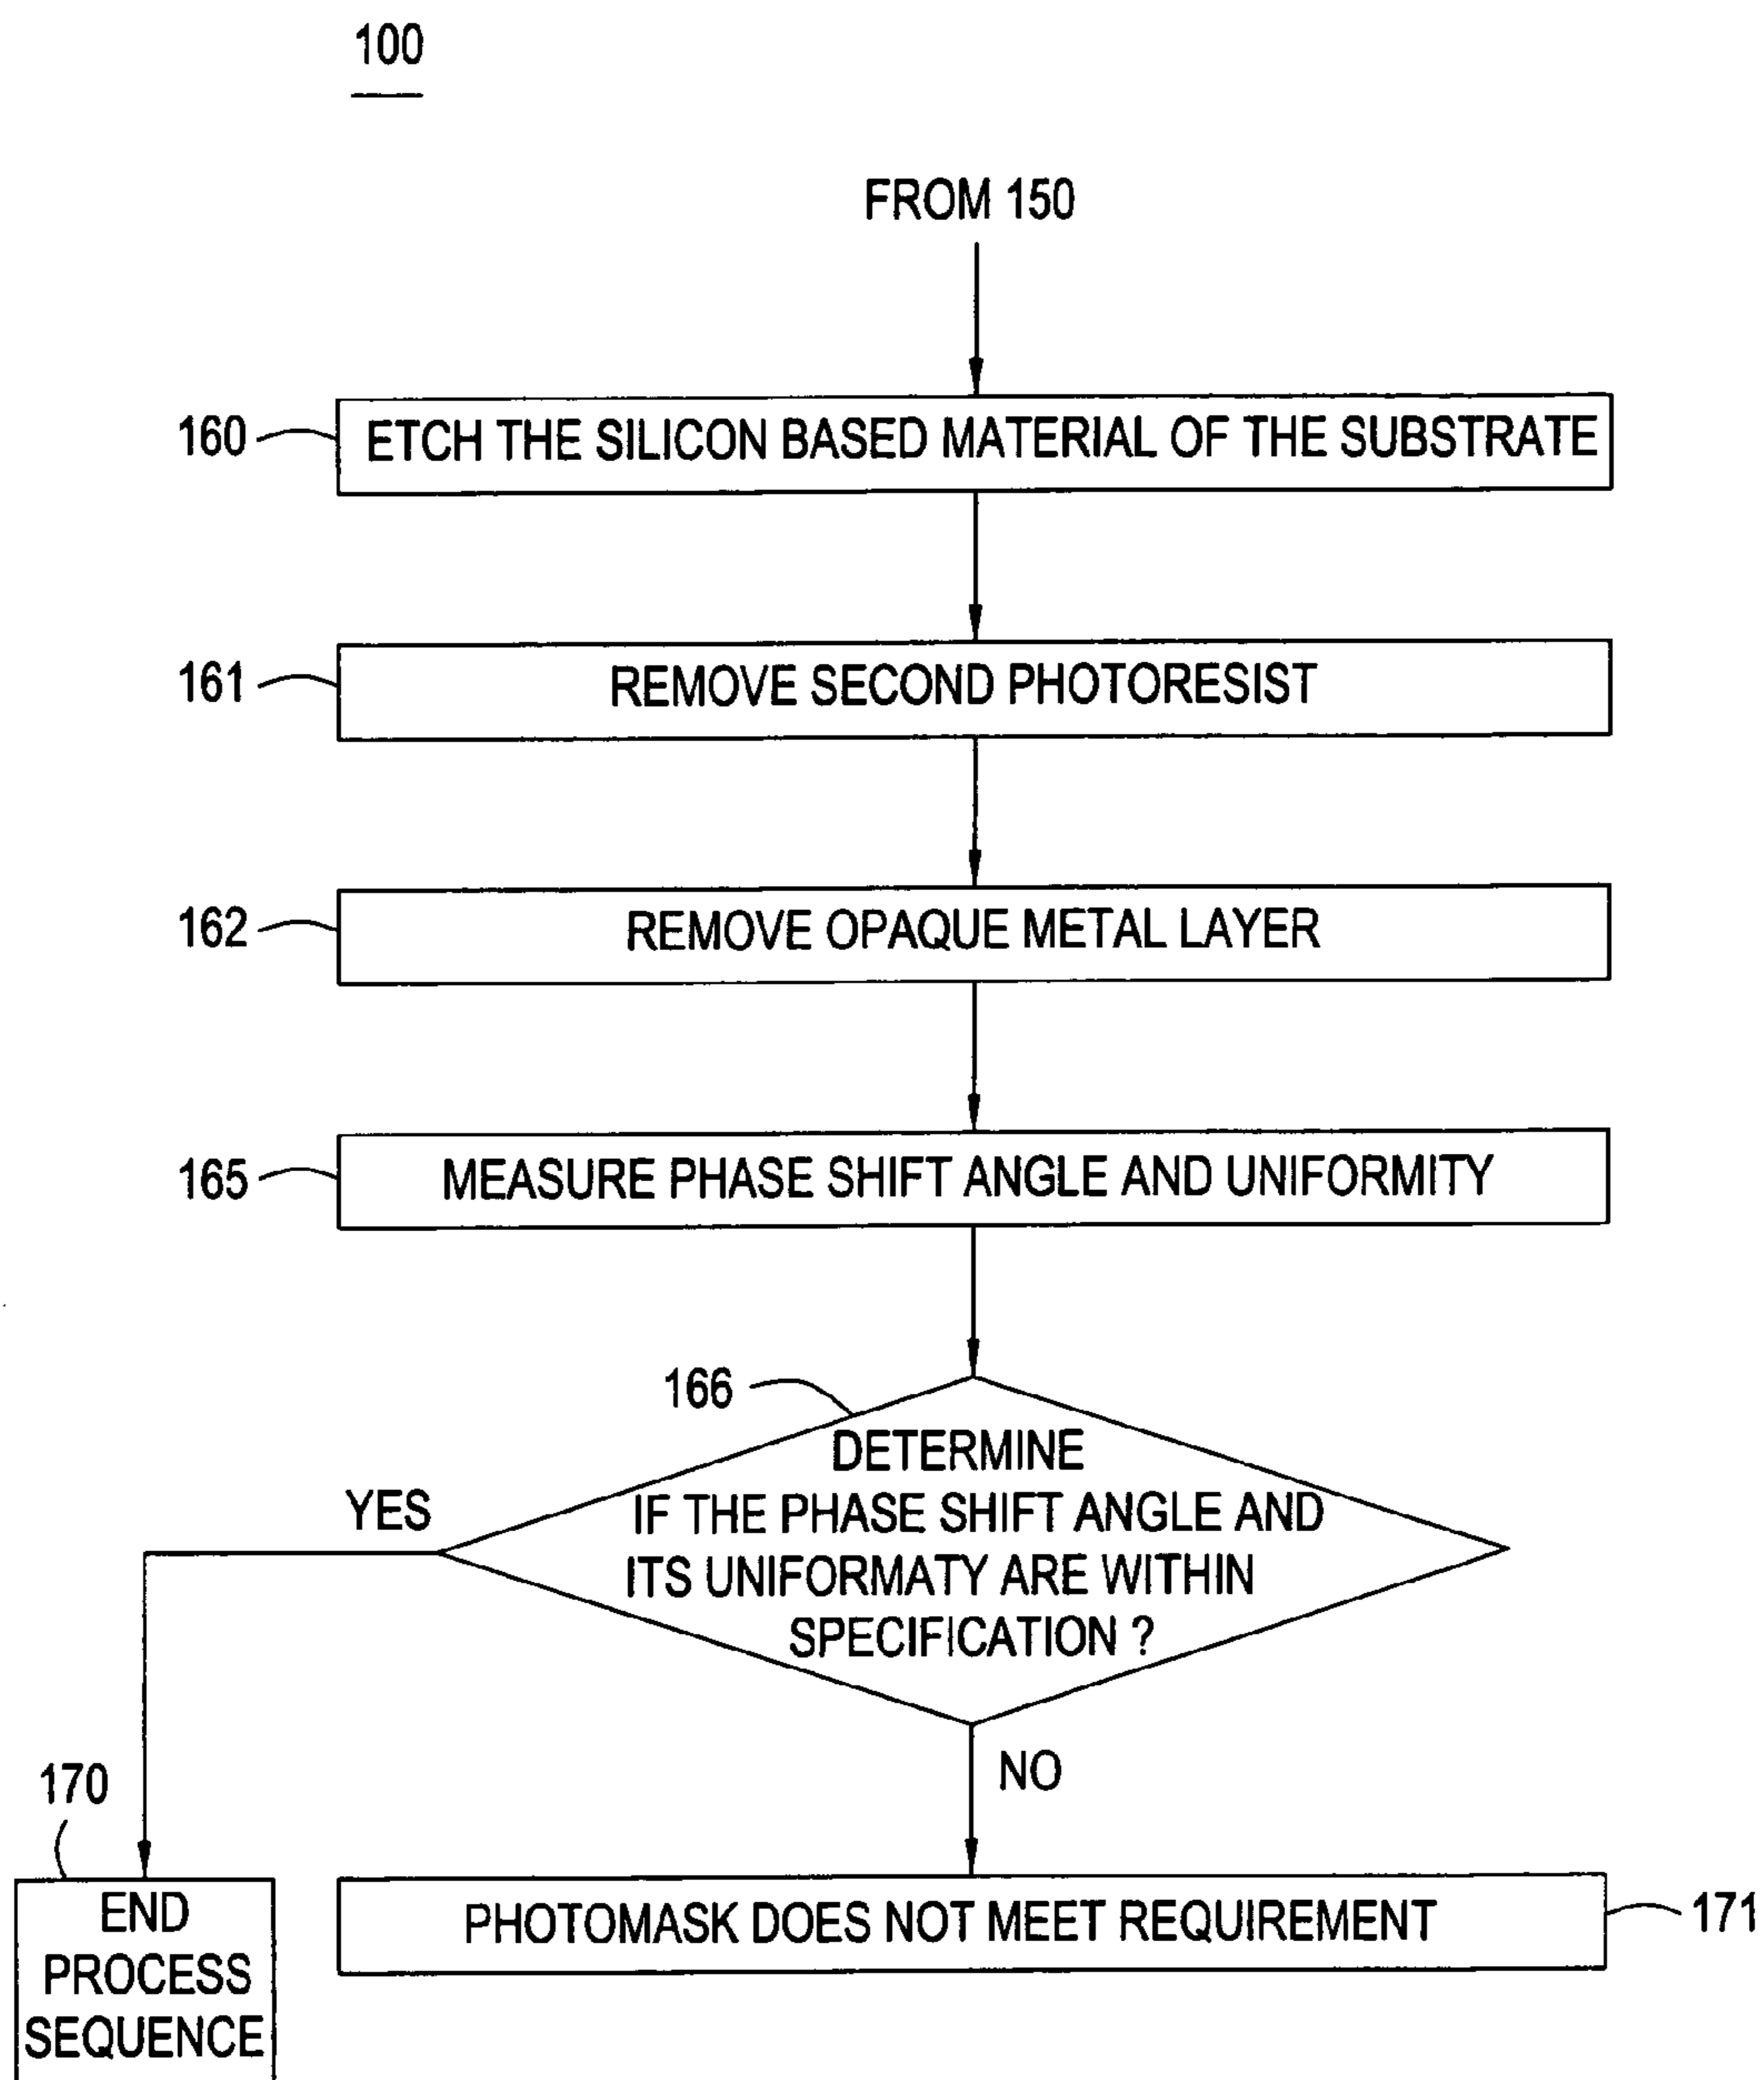 100
FROM 150
160
ETCH THE SILICON BASED MATERIAL OF THE SUBSTRATE
161
REMOVE SECOND PHOTORESIST
162
REMOVE OPAQUE METAL LAYER
165
MEASURE PHASE SHIFT ANGLE AND UNIFORMITY
166
DETERMINE
IF THE PHASE SHIFT ANGLE AND
ITS UNIFORMATY ARE WITHIN
SPECIFICATION ?
YES
NO
170
END
PROCESS
SEQUENCE
PHOTOMASK DOES NOT MEET REQUIREMENT
171